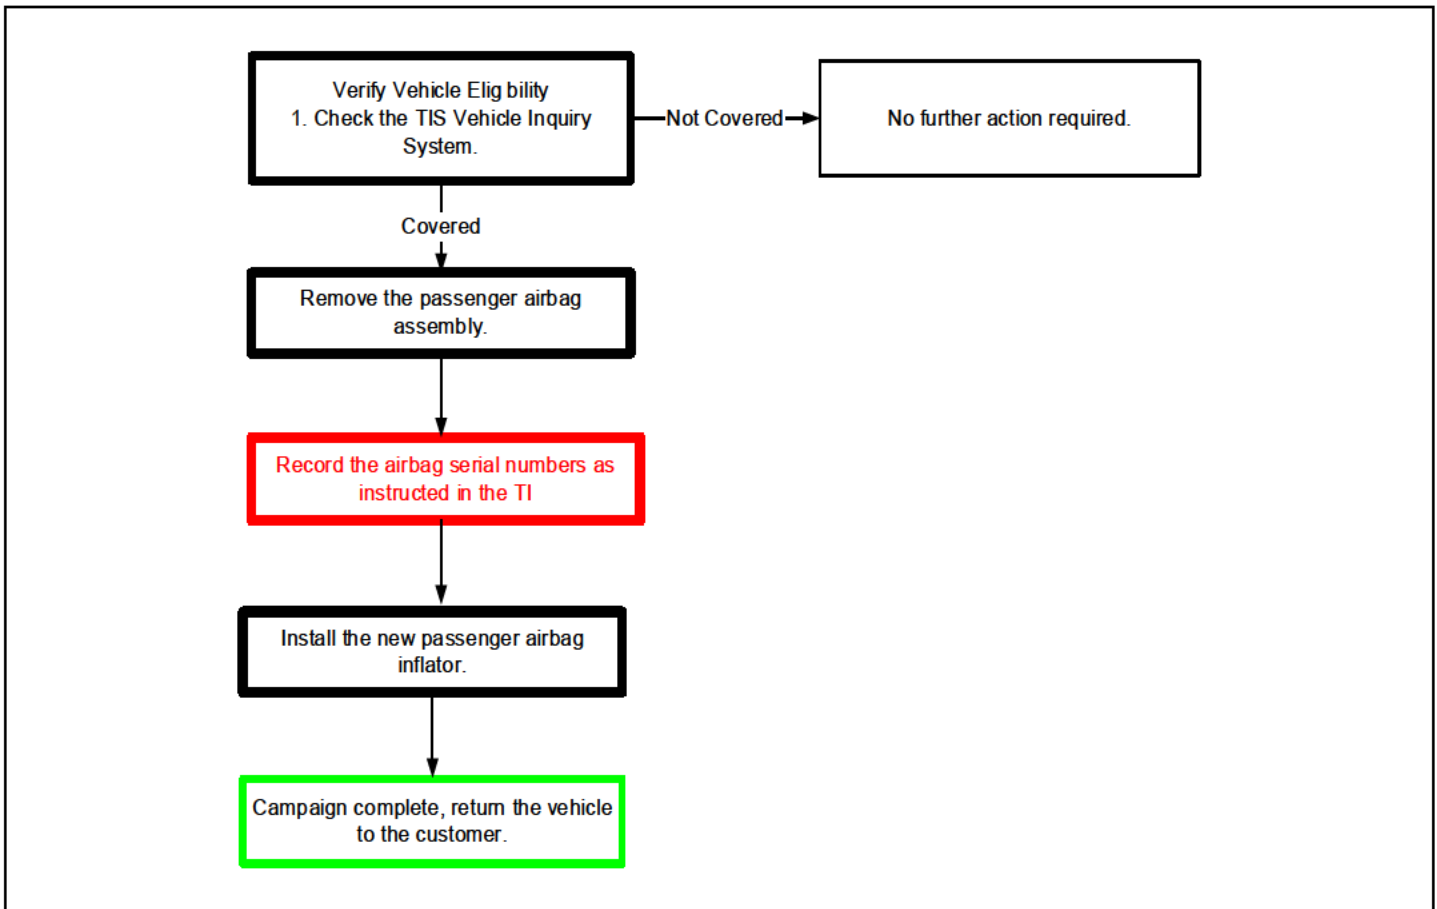 Verify Vehicle Elig bility
1. Check the TIS Vehicle Inquiry
System.
Not Covered
No further action required.
Covered
Remove the passenger airbag
assembly.
Record the airbag serial numbers as
instructed in the TI
Install the new passenger airbag
inflator.
Campaign complete, return the vehicle
to the customer.